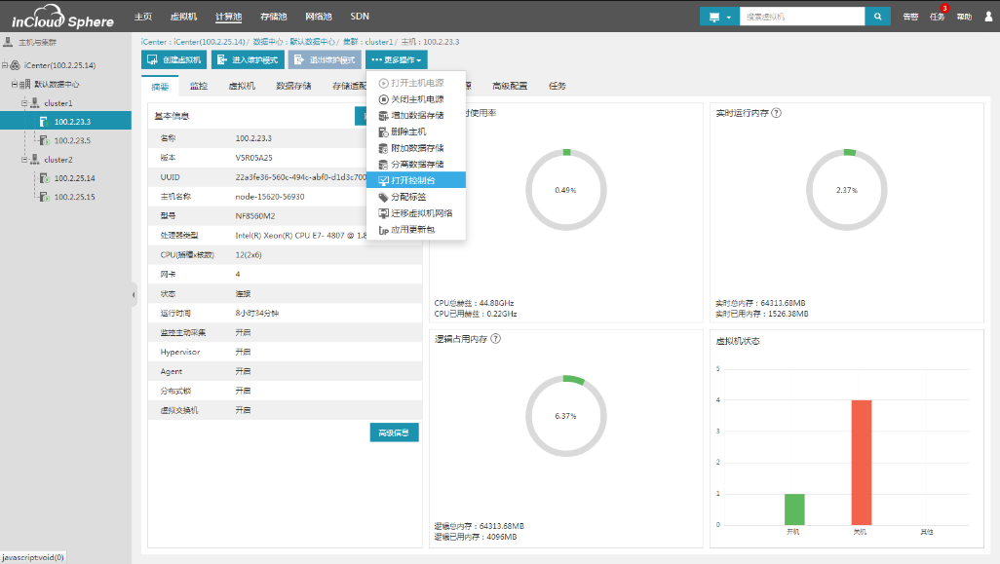 inCloud Sphere
主页 虚拟机 计算池 存储池 网络池 SDN
搜索虚拟机
告警 任务 3 帮助
主机与集群
iCenter(100.2.25.14)
默认数据中心
cluster1
100.2.23.3
100.2.23.5
cluster2
100.2.25.14
100.2.25.15
iCenter : iCenter(100.2.25.14) / 数据中心 : 默认数据中心 / 集群 : cluster1 / 主机 : 100.2.23.3
创建虚拟机 进入维护模式 退出维护模式 更多操作
打开主机电源
关闭主机电源
增加数据存储
删除主机
附加数据存储
分离数据存储
打开控制台
分配标签
迁移虚拟机网络
应用更新包
摘要 监控 虚拟机 数据存储 存储适配 源 高级配置 任务
基本信息
名称 100.2.23.3
版本 V5R05A25
UUID 22a3fe36-560c-494c-abf0-d1d3c700
主机名称 node-15620-56930
型号 NF8560M2
处理器类型 Intel(R) Xeon(R) CPU E7- 4807 @ 1.8
CPU(插槽x核数) 12(2x6)
网卡 4
状态 连接
运行时间 8小时34分钟
监控主动采集 开启
Hypervisor 开启
Agent 开启
分布式锁 开启
虚拟交换机 开启
高级信息
时使用率
0.49%
CPU总赫兹 : 44.88GHz
CPU已用赫兹 : 0.22GHz
实时运行内存 ?
2.37%
实时总内存 : 64313.68MB
实时已用内存 : 1526.38MB
逻辑占用内存 ?
6.37%
逻辑总内存 : 64313.68MB
逻辑已用内存 : 4096MB
虚拟机状态
5
4
3
2
1
0
开机 关机 其他
javascript:void(0)